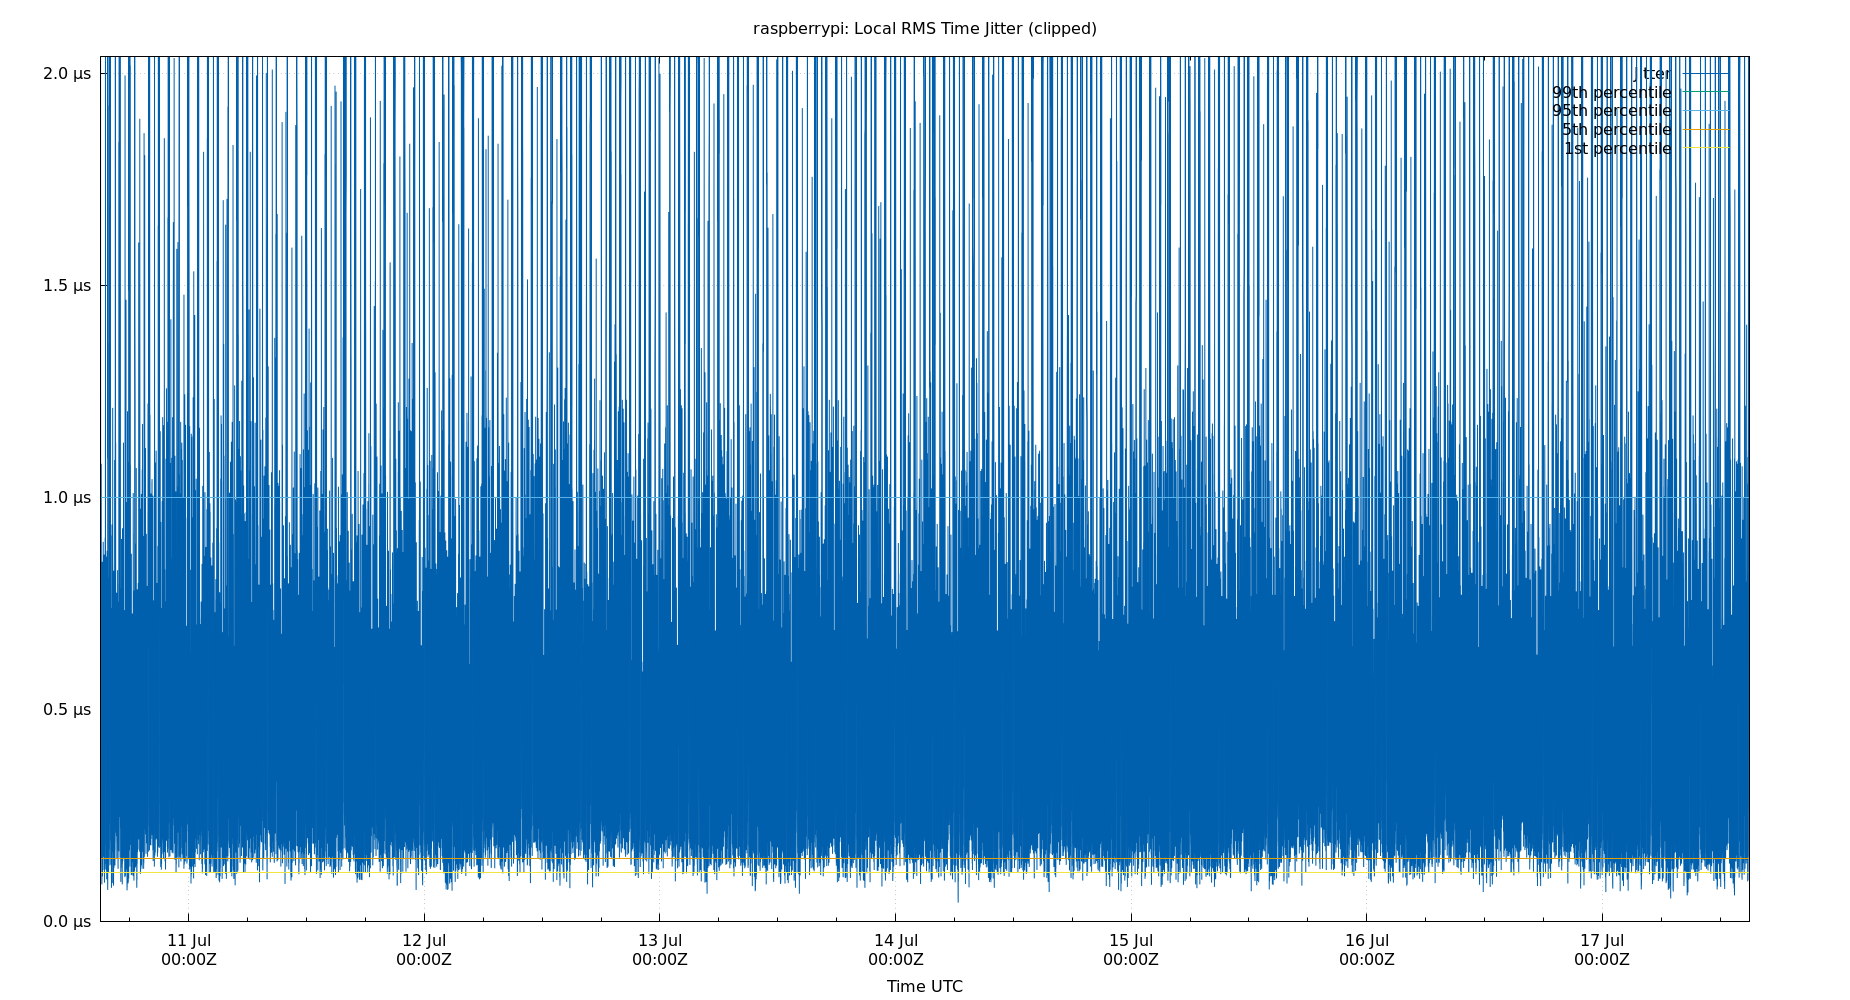 raspberrypi: Local RMS Time Jitter (clipped)
2.0 µs
1.5 µs
1.0 µs
0.5 µs
0.0 µs
jitter
99th percentile
95th percentile
5th percentile
1st percentile
11 Jul
00:00Z
12 Jul
00:00Z
13 Jul
00:00Z
14 Jul
00:00Z
15 Jul
00:00Z
16 Jul
00:00Z
17 Jul
00:00Z
Time UTC